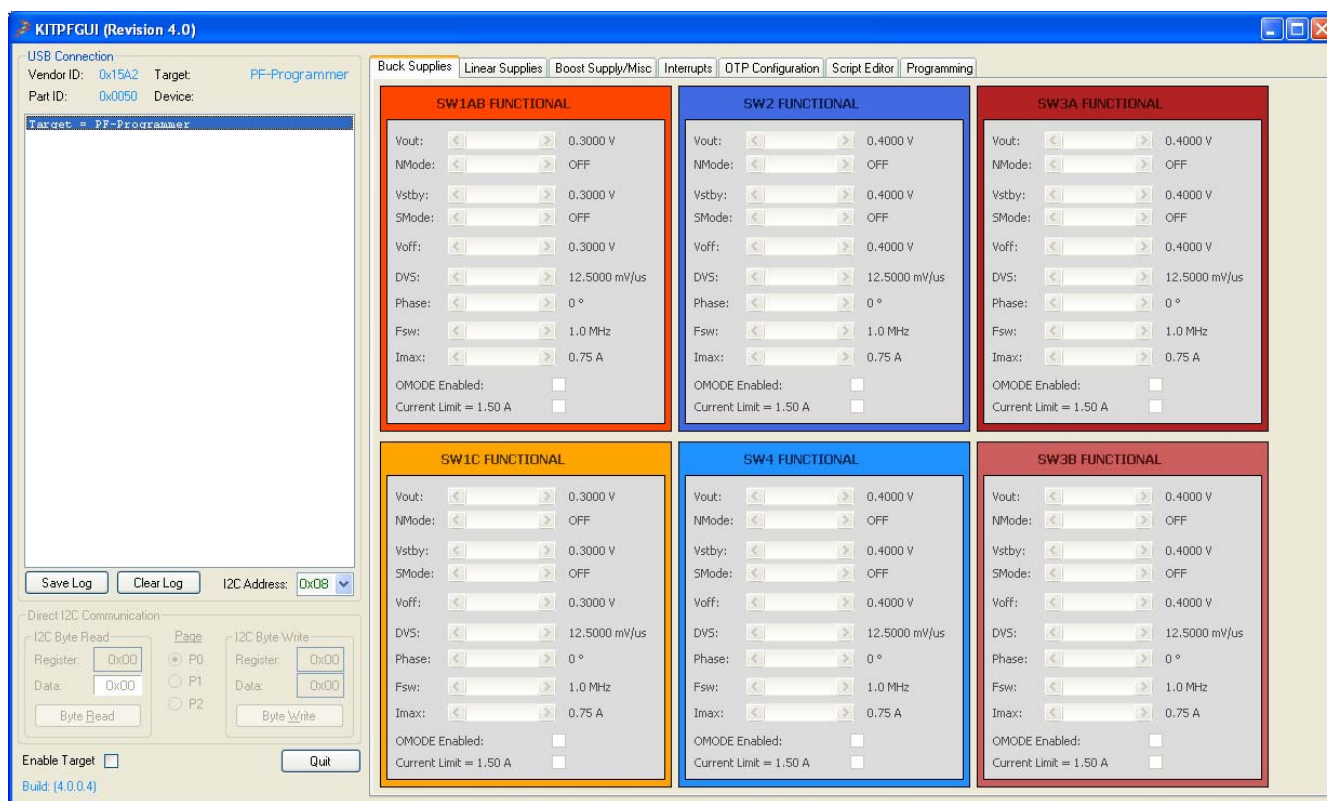 KITPFGUI (Revision 4.0)
USB Connection
Vendor ID: 0x15A2 Target: PF-Programmer
Part ID: 0x0050 Device:
Target = PF-Programmer
Save Log Clear Log I2C Address: 0x08
Direct I2C Communication
I2C Byte Read Page I2C Byte Write
Register: 0x00 P0 Register: 0x00
Data: 0x00 P1 Data: 0x00
P2
Byte Read Byte Write
Enable Target Quit
Build: (4.0.0.4)
Buck Supplies Linear Supplies Boost Supply/Misc Interrupts OTP Configuration Script Editor Programming
SW1AB FUNCTIONAL
Vout: 0.3000 V
NMode: OFF
Vstby: 0.3000 V
SMode: OFF
Voff: 0.3000 V
DVS: 12.5000 mV/us
Phase: 0 °
Fsw: 1.0 MHz
Imax: 0.75 A
OMODE Enabled:
Current Limit = 1.50 A
SW2 FUNCTIONAL
Vout: 0.4000 V
NMode: OFF
Vstby: 0.4000 V
SMode: OFF
Voff: 0.4000 V
DVS: 12.5000 mV/us
Phase: 0 °
Fsw: 1.0 MHz
Imax: 0.75 A
OMODE Enabled:
Current Limit = 1.50 A
SW3A FUNCTIONAL
Vout: 0.4000 V
NMode: OFF
Vstby: 0.4000 V
SMode: OFF
Voff: 0.4000 V
DVS: 12.5000 mV/us
Phase: 0 °
Fsw: 1.0 MHz
Imax: 0.75 A
OMODE Enabled:
Current Limit = 1.50 A
SW1C FUNCTIONAL
Vout: 0.3000 V
NMode: OFF
Vstby: 0.3000 V
SMode: OFF
Voff: 0.3000 V
DVS: 12.5000 mV/us
Phase: 0 °
Fsw: 1.0 MHz
Imax: 0.75 A
OMODE Enabled:
Current Limit = 1.50 A
SW4 FUNCTIONAL
Vout: 0.4000 V
NMode: OFF
Vstby: 0.4000 V
SMode: OFF
Voff: 0.4000 V
DVS: 12.5000 mV/us
Phase: 0 °
Fsw: 1.0 MHz
Imax: 0.75 A
OMODE Enabled:
Current Limit = 1.50 A
SW3B FUNCTIONAL
Vout: 0.4000 V
NMode: OFF
Vstby: 0.4000 V
SMode: OFF
Voff: 0.4000 V
DVS: 12.5000 mV/us
Phase: 0 °
Fsw: 1.0 MHz
Imax: 0.75 A
OMODE Enabled:
Current Limit = 1.50 A